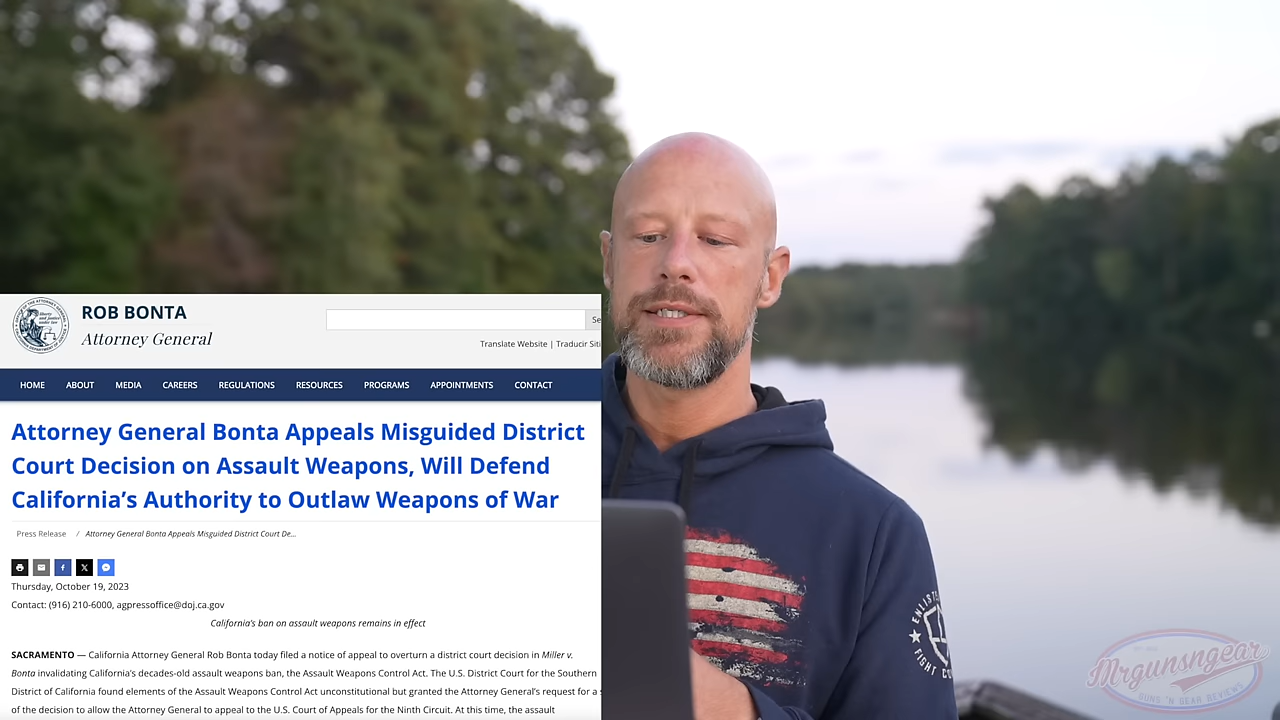 ROB BONTA
Attorney General
Se
Translate Website | Traducir Siti
HOME ABOUT MEDIA CAREERS REGULATIONS RESOURCES PROGRAMS APPOINTMENTS CONTACT
Attorney General Bonta Appeals Misguided District
Court Decision on Assault Weapons, Will Defend
California’s Authority to Outlaw Weapons of War
Press Release / Attorney General Bonta Appeals Misguided District Court De...
Thursday, October 19, 2023
Contact: (916) 210-6000, agpressoffice@doj.ca.gov
California’s ban on assault weapons remains in effect
SACRAMENTO — California Attorney General Rob Bonta today filed a notice of appeal to overturn a district court decision in Miller v.
Bonta invalidating California’s decades-old assault weapons ban, the Assault Weapons Control Act. The U.S. District Court for the Southern
District of California found elements of the Assault Weapons Control Act unconstitutional but granted the Attorney General’s request for a s
of the decision to allow the Attorney General to appeal to the U.S. Court of Appeals for the Ninth Circuit. At this time, the assault
FIGHT
Mrgunsngear
GUNS 'N GEAR REVIEWS